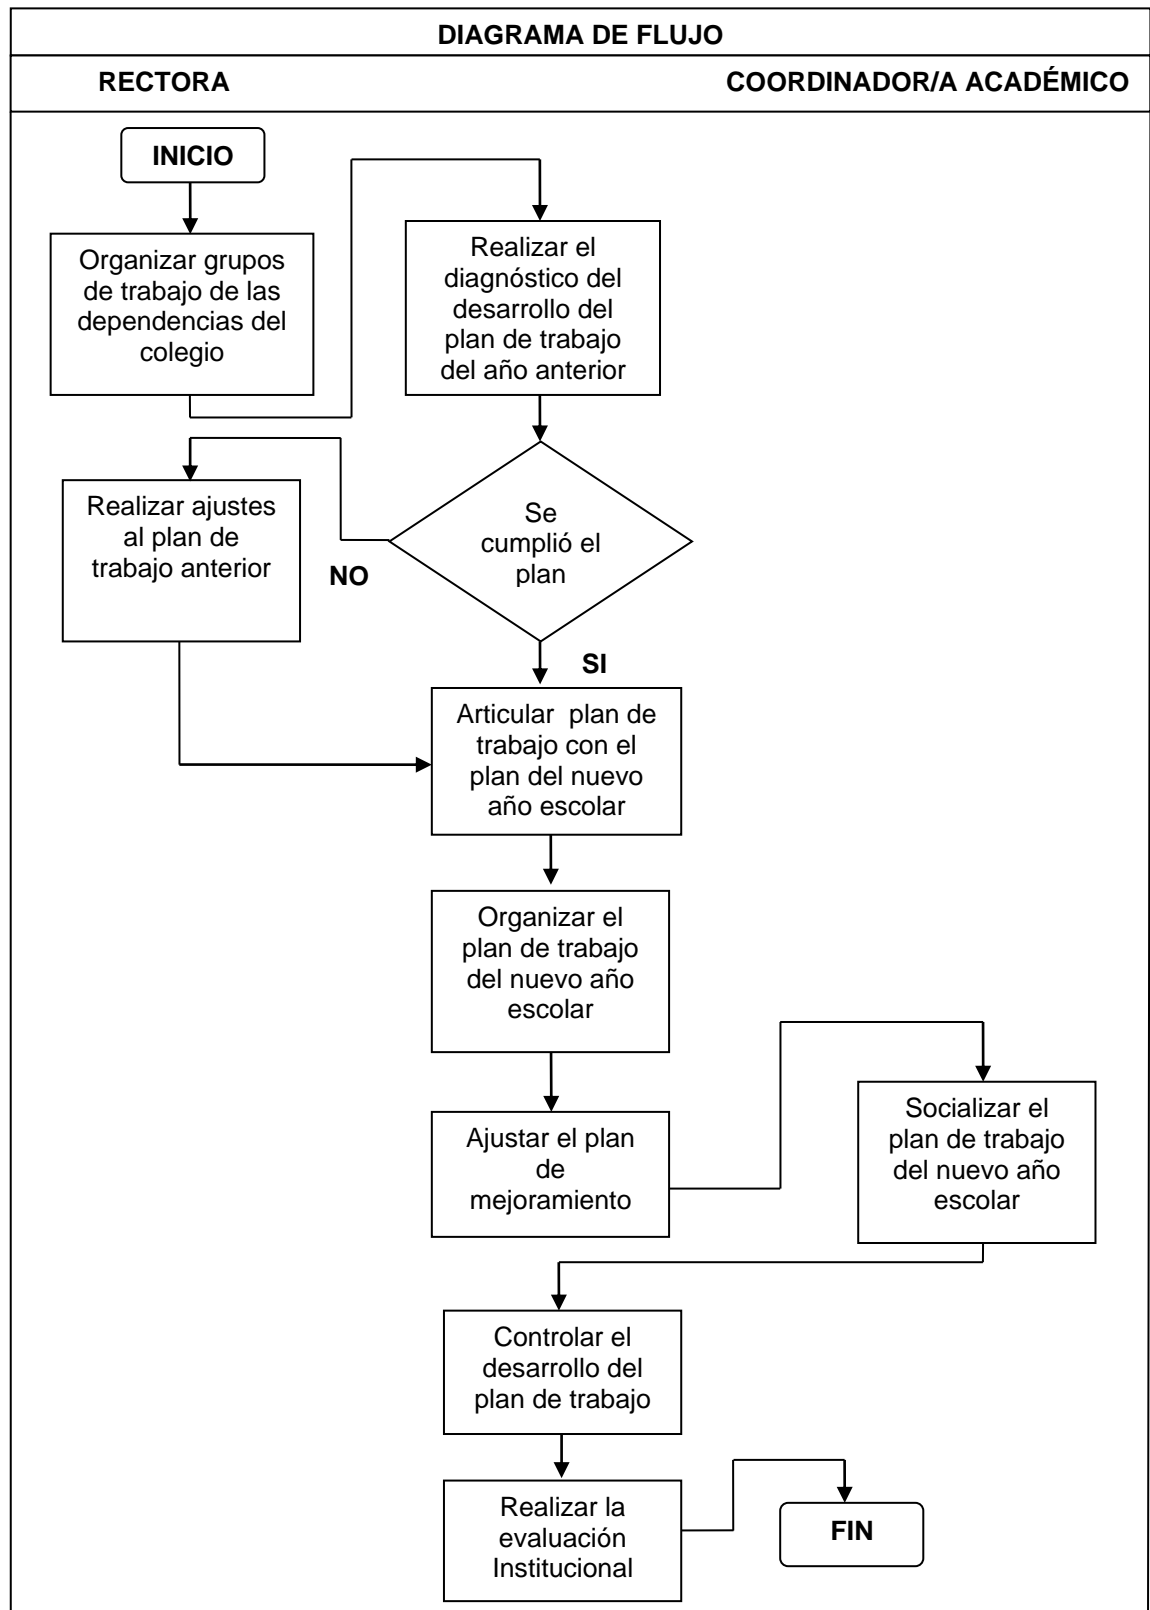 DIAGRAMA DE FLUJO
RECTORA
COORDINADOR/A ACADÉMICO
INICIO
Organizar grupos
de trabajo de las
dependencias del
colegio
Realizar el
diagnóstico del
desarrollo del
plan de trabajo
del año anterior
Realizar ajustes
al plan de
trabajo anterior
NO
Se
cumplió el
plan
SI
Articular plan de
trabajo con el
plan del nuevo
año escolar
Organizar el
plan de trabajo
del nuevo año
escolar
Ajustar el plan
de
mejoramiento
Socializar el
plan de trabajo
del nuevo año
escolar
Controlar el
desarrollo del
plan de trabajo
Realizar la
evaluación
Institucional
FIN